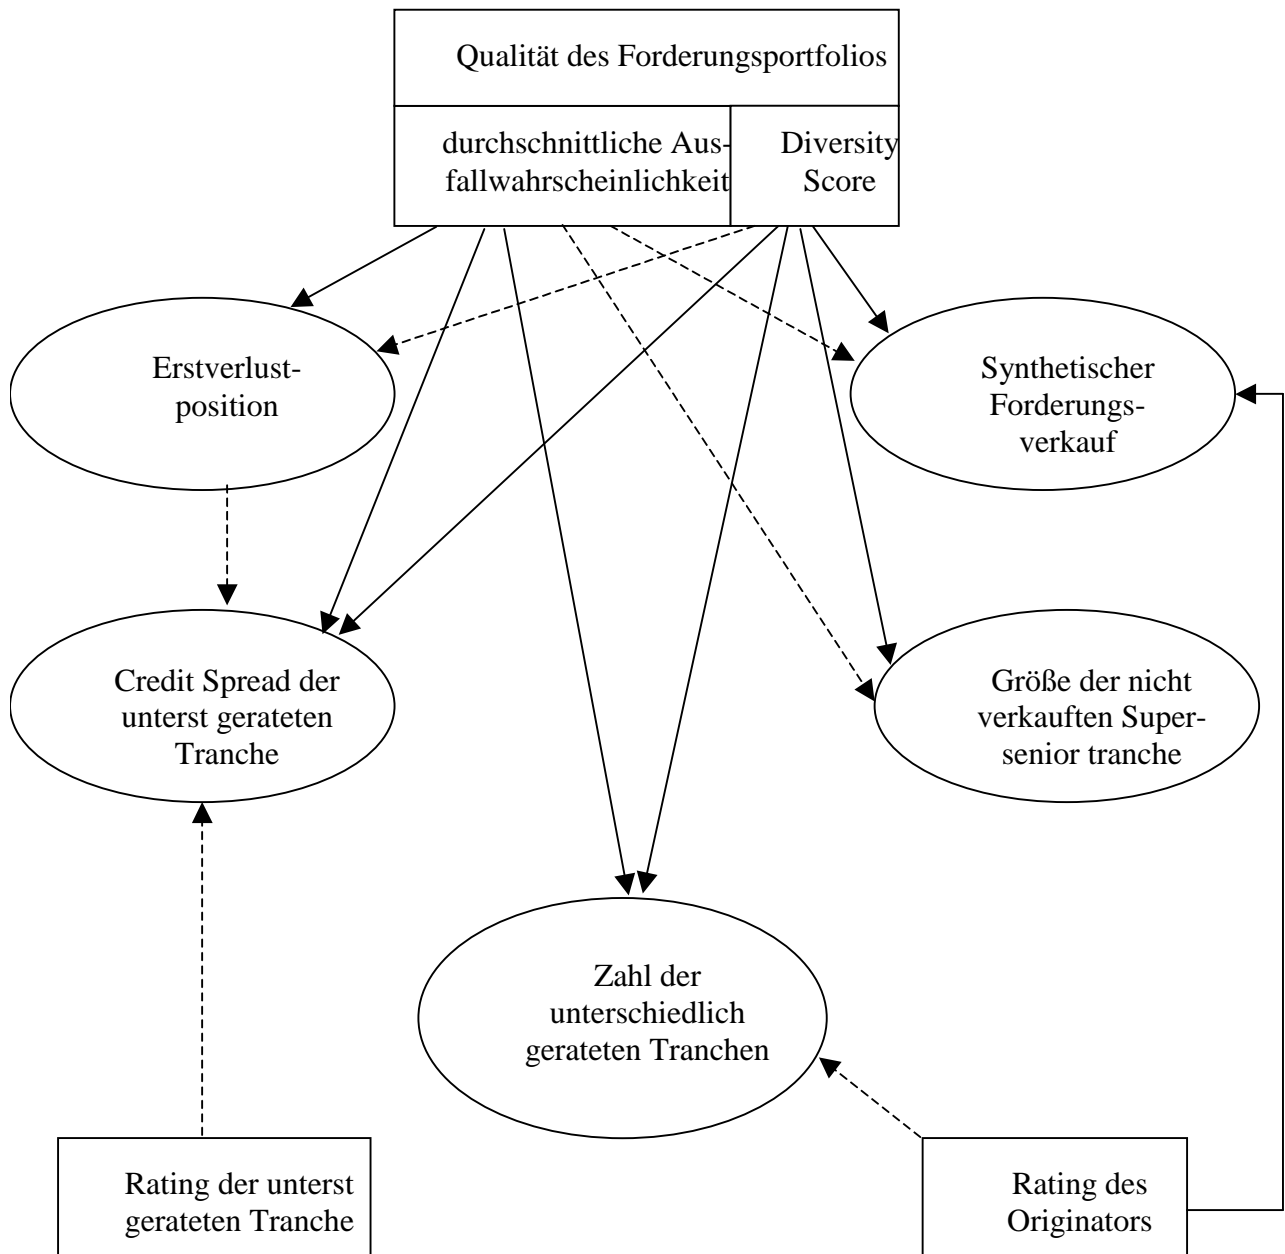 Qualität des Forderungsportfolios
durchschnittliche Aus-
fallwahrscheinlichkeit
Diversity
Score
Erstverlust-
position
Synthetischer
Forderungs-
verkauf
Credit Spread der
unterst gerateten
Tranche
Größe der nicht
verkauften Super-
senior tranche
Zahl der
unterschiedlich
gerateten Tranchen
Rating der unterst
gerateten Tranche
Rating des
Originators